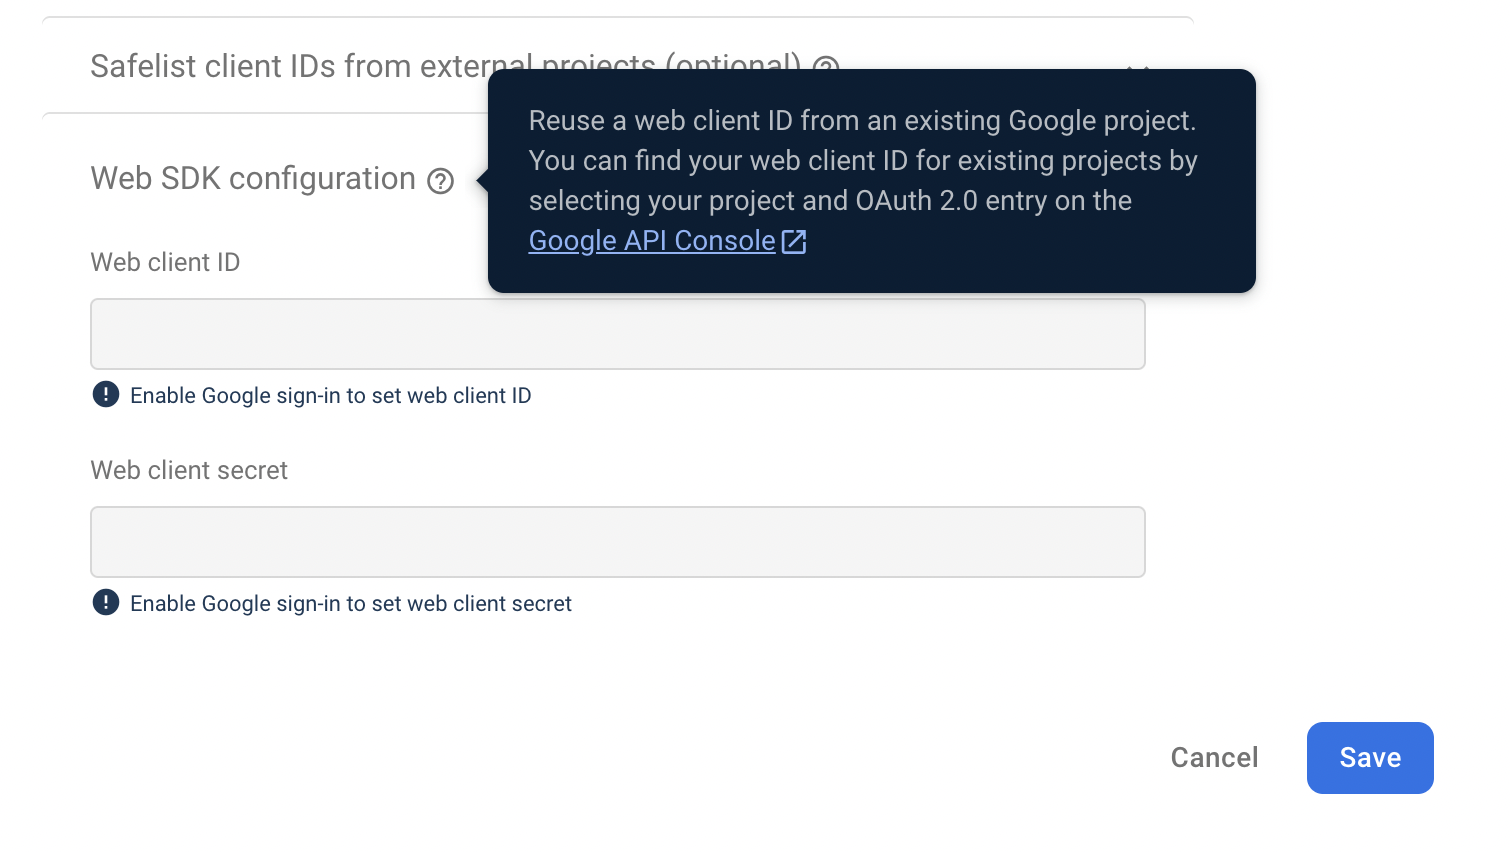 Safelist client IDs from external projects (optional)
Reuse a web client ID from an existing Google project.
You can find your web client ID for existing projects by
selecting your project and OAuth 2.0 entry on the
Google API Console
Web SDK configuration
Web client ID
Enable Google sign-in to set web client ID
Web client secret
Enable Google sign-in to set web client secret
Cancel
Save